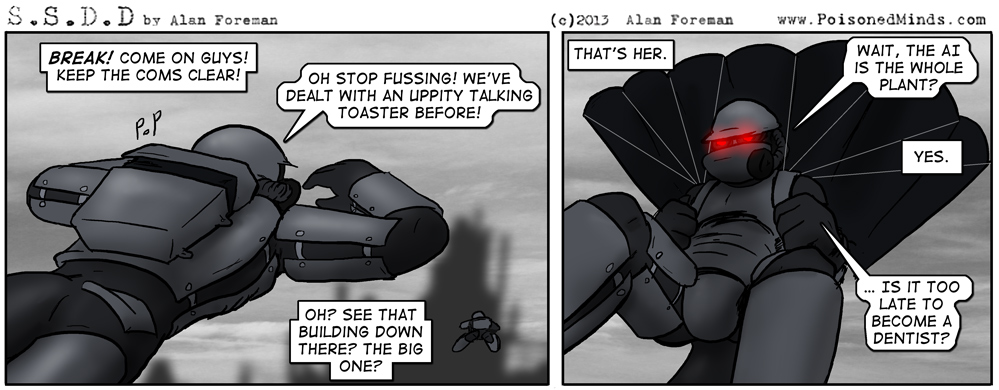 S.S.D.D by Alan Foreman
(c)2013 Alan Foreman www.PoisonedMinds.com
BREAK! COME ON GUYS!
KEEP THE COMS CLEAR!
OH STOP FUSSING! WE'VE
DEALT WITH AN UPPITY TALKING
TOASTER BEFORE!
POP
OH? SEE THAT
BUILDING DOWN
THERE? THE BIG
ONE?
THAT'S HER.
WAIT, THE AI
IS THE WHOLE
PLANT?
YES.
... IS IT TOO
LATE TO
BECOME A
DENTIST?